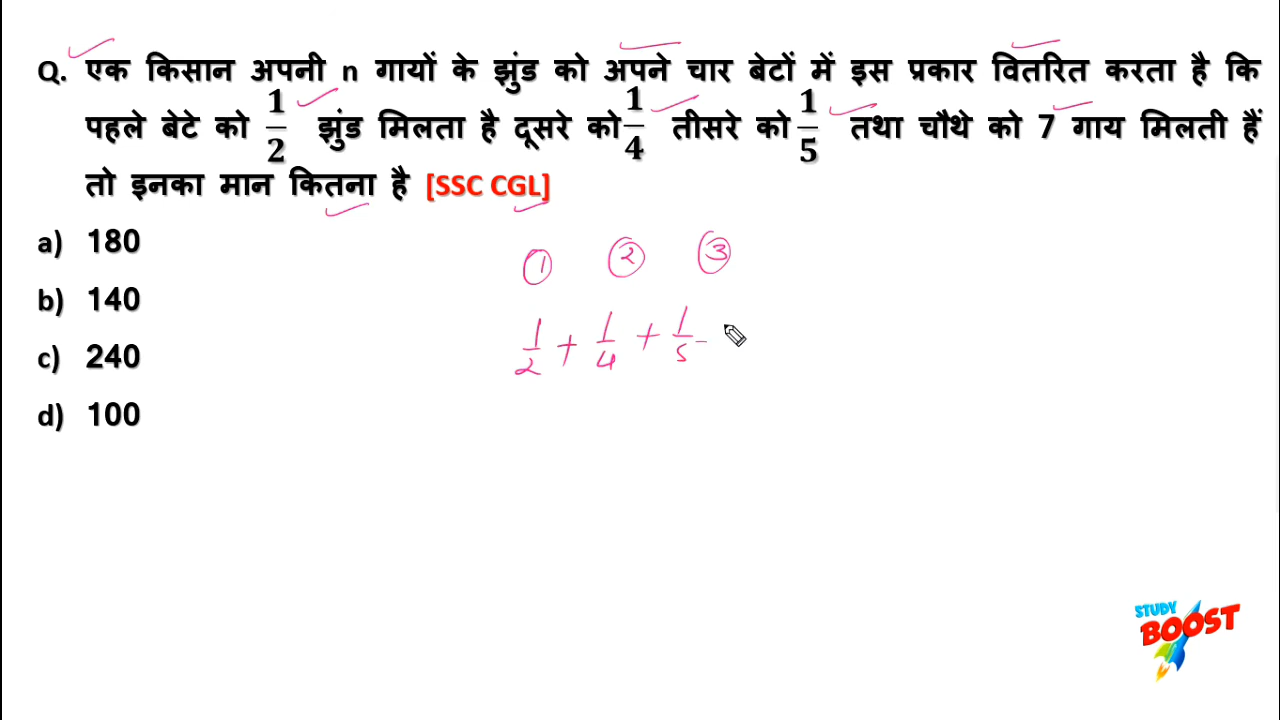 Q. एक किसान अपनी n गायों के झुंड को अपने चार बेटों में इस प्रकार वितरित करता है कि
पहले बेटे को 1/2 झुंड मिलता है दूसरे को 1/4 तीसरे को 1/5 तथा चौथे को 7 गाय मिलती हैं
तो इनका मान कितना है [SSC CGL]
a) 180
b) 140
c) 240
d) 100
1 2 3
1/2 + 1/4 + 1/5 -
STUDY
BOOST